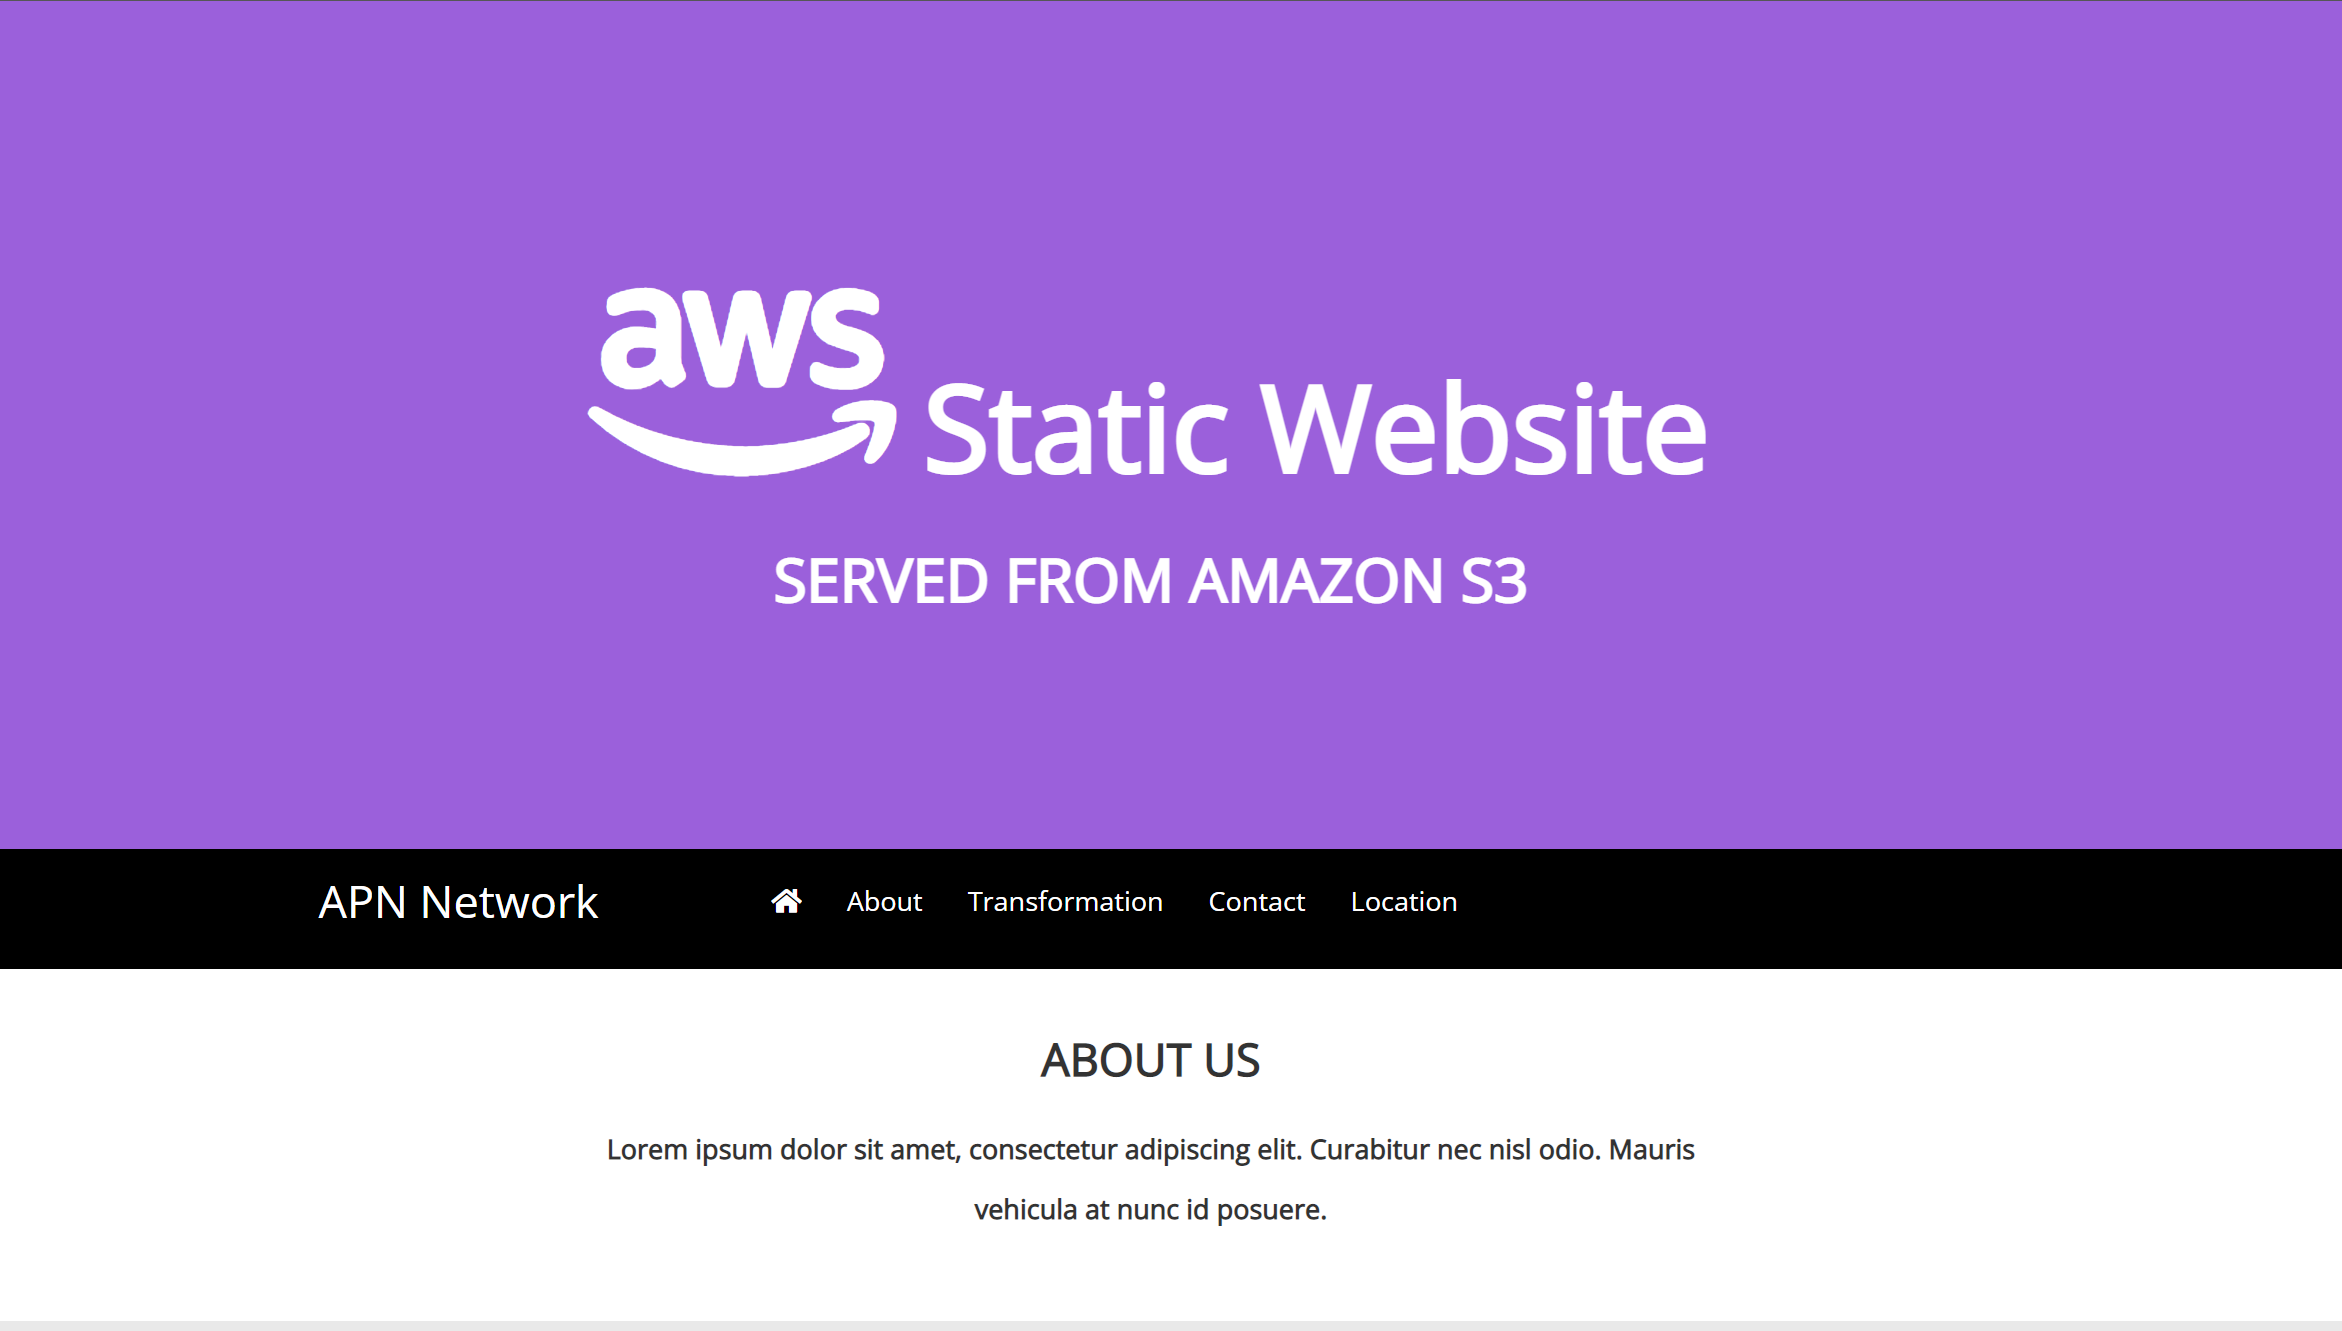 aws Static Website
SERVED FROM AMAZON S3
APN Network About Transformation Contact Location
ABOUT US
Lorem ipsum dolor sit amet, consectetur adipiscing elit. Curabitur nec nisl odio. Mauris
vehicula at nunc id posuere.